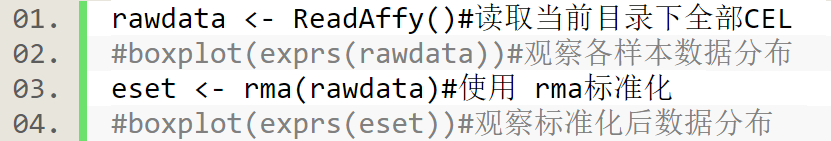 01. rawdata <- ReadAffy()#读取当前目录下全部CEL
02. #boxplot(exprs(rawdata))#观察各样本数据分布
03. eset <- rma(rawdata)#使用 rma标准化
04. #boxplot(exprs(eset))#观察标准化后数据分布